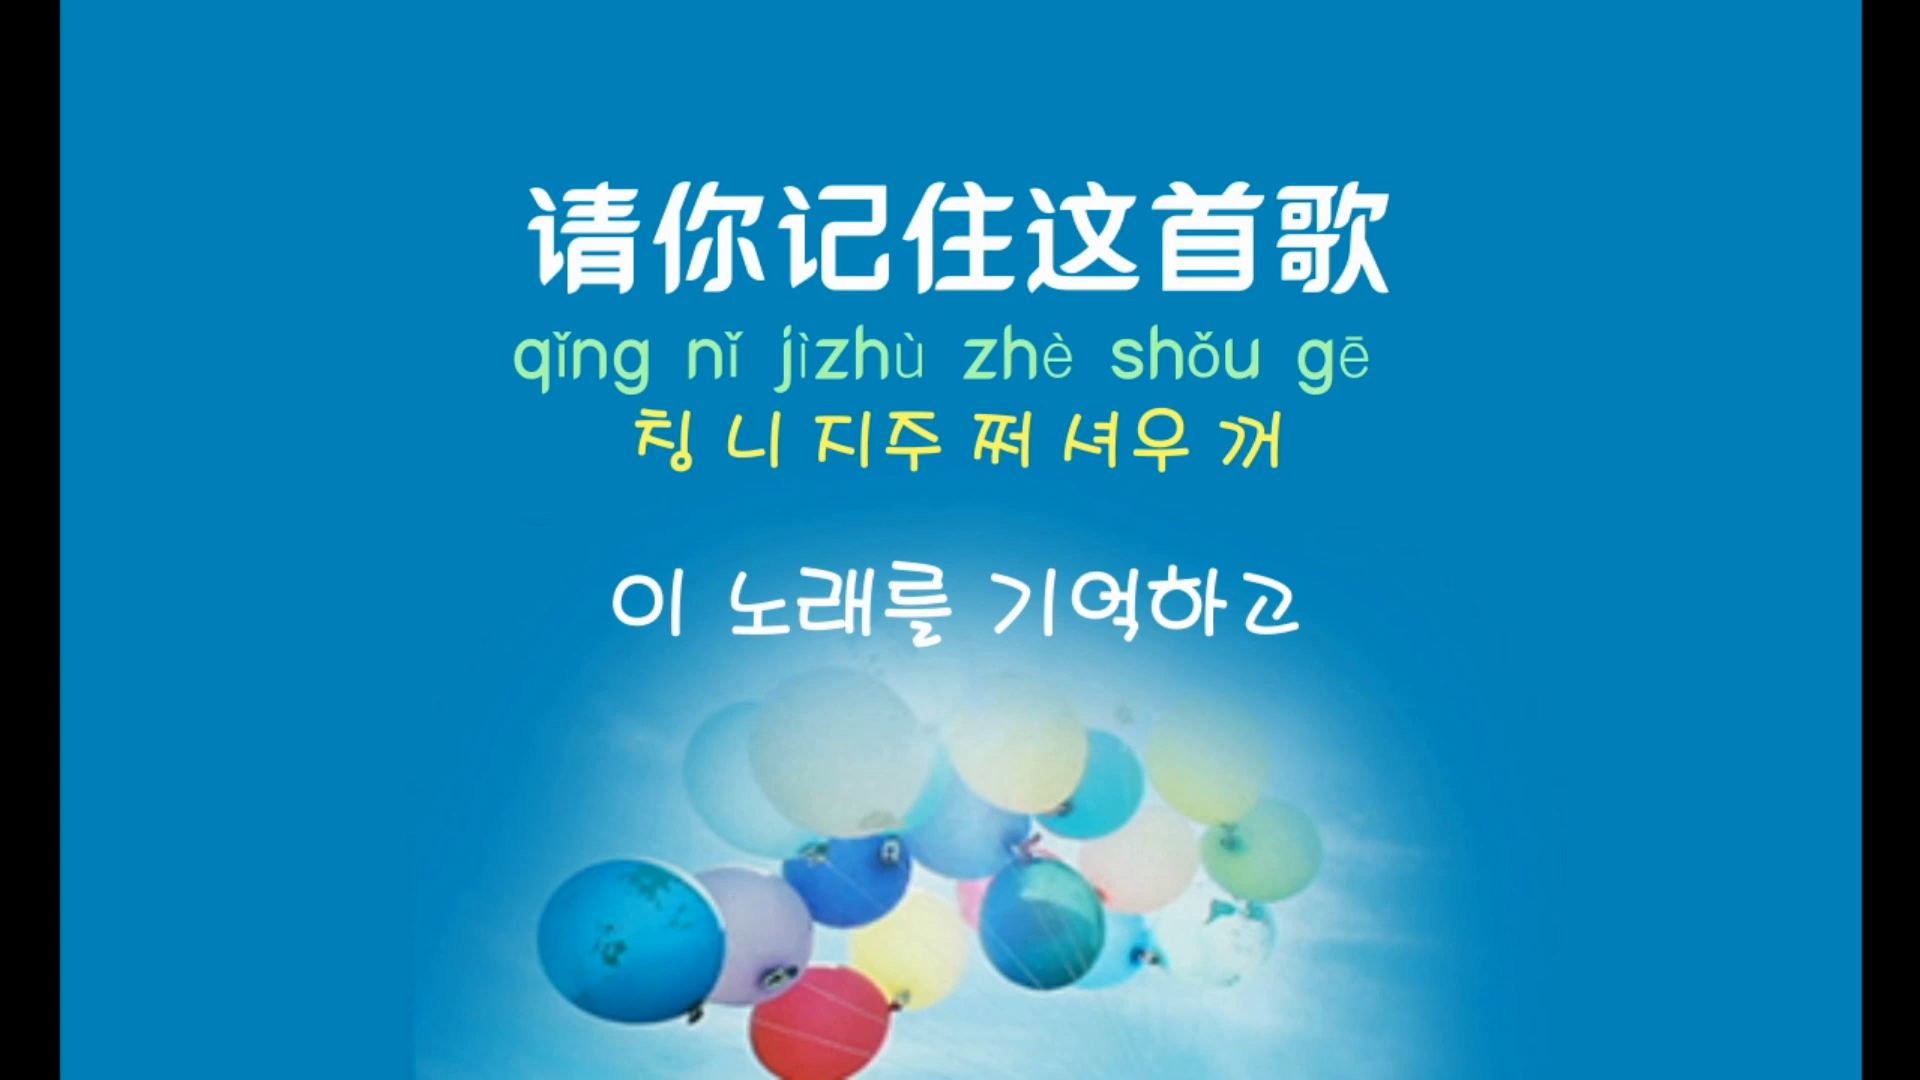 请你记住这首歌
qǐng nǐ jìzhù zhè shǒu gē
칭 니 지주 쩌 셔우 꺼
이 노래를 기억하고